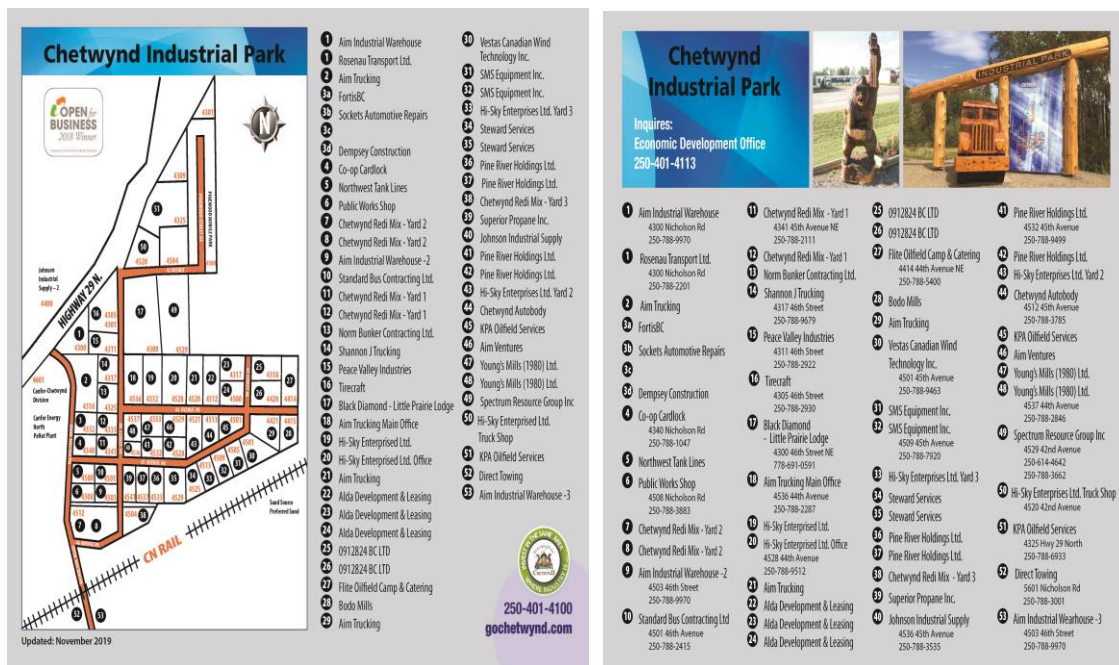 Chetwynd Industrial Park
OPEN for
BUSINESS
2018 Winner
N
HIGHWAY 29 N.
Johnson
Industrial
Supply – 2
Canfor-Chetwynd
Division
Canfor Energy
North
Pellet Plant
Sand Source
Preferred Sand
CN RAIL
Updated: November 2019
1 Aim Industrial Warehouse
1 Rosenau Transport Ltd.
2 Aim Trucking
3a FortisBC
3b Sockets Automotive Repairs
3c
3d Dempsey Construction
4 Co-op Cardlock
5 Northwest Tank Lines
6 Public Works Shop
7 Chetwynd Redi Mix - Yard 2
8 Chetwynd Redi Mix - Yard 2
9 Aim Industrial Warehouse -2
10 Standard Bus Contracting Ltd.
11 Chetwynd Redi Mix - Yard 1
12 Chetwynd Redi Mix - Yard 1
13 Norm Bunker Contracting Ltd.
14 Shannon J Trucking
15 Peace Valley Industries
16 Tirecraft
17 Black Diamond - Little Prairie Lodge
18 Aim Trucking Main Office
19 Hi-Sky Enterprised Ltd.
20 Hi-Sky Enterprised Ltd. Office
21 Aim Trucking
22 Alda Development & Leasing
23 Alda Development & Leasing
24 Alda Development & Leasing
25 0912824 BC LTD
26 0912824 BC LTD
27 Flite Oilfield Camp & Catering
28 Bodo Mills
29 Aim Trucking
30 Vestas Canadian Wind
Technology Inc.
31 SMS Equipment Inc.
32 SMS Equipment Inc.
33 Hi-Sky Enterprises Ltd. Yard 3
34 Steward Services
35 Steward Services
36 Pine River Holdings Ltd.
37 Pine River Holdings Ltd.
38 Chetwynd Redi Mix - Yard 3
39 Superior Propane Inc.
40 Johnson Industrial Supply
41 Pine River Holdings Ltd.
42 Pine River Holdings Ltd.
43 Hi-Sky Enterprises Ltd. Yard 2
44 Chetwynd Autobody
45 KPA Oilfield Services
46 Aim Ventures
47 Young's Mills (1980) Ltd.
48 Young's Mills (1980) Ltd.
49 Spectrum Resource Group Inc
50 Hi-Sky Enterprises Ltd.
Truck Shop
51 KPA Oilfield Services
52 Direct Towing
53 Aim Industrial Warehouse -3
CHETWYND
250-401-4100
gochetwynd.com
Chetwynd
Industrial Park
Inquires:
Economic Development Office
250-401-4113
INDUSTRIAL PARK
1 Aim Industrial Warehouse
4300 Nicholson Rd
250-788-9970
1 Rosenau Transport Ltd.
4300 Nicholson Rd
250-788-2201
2 Aim Trucking
3a FortisBC
3b Sockets Automotive Repairs
3c
3d Dempsey Construction
4 Co-op Cardlock
4340 Nicholson Rd
250-788-1047
5 Northwest Tank Lines
6 Public Works Shop
4508 Nicholson Rd
250-788-3883
7 Chetwynd Redi Mix - Yard 2
8 Chetwynd Redi Mix - Yard 2
9 Aim Industrial Warehouse -2
4503 46th Street
250-788-9970
10 Standard Bus Contracting Ltd
4501 46th Avenue
250-788-2415
11 Chetwynd Redi Mix - Yard 1
4341 45th Avenue NE
250-788-2111
12 Chetwynd Redi Mix - Yard 1
13 Norm Bunker Contracting Ltd.
14 Shannon J Trucking
4317 46th Street
250-788-9679
15 Peace Valley Industries
4311 46th Street
250-788-2922
16 Tirecraft
4305 46th Street
250-788-2930
17 Black Diamond
- Little Prairie Lodge
4300 46th Street NE
778-691-0591
18 Aim Trucking Main Office
4536 44th Avenue
250-788-2287
19 Hi-Sky Enterprised Ltd.
20 Hi-Sky Enterprised Ltd. Office
4528 44th Avenue
250-788-9512
21 Aim Trucking
22 Alda Development & Leasing
23 Alda Development & Leasing
24 Alda Development & Leasing
25 0912824 BC LTD
26 0912824 BC LTD
27 Flite Oilfield Camp & Catering
4414 44th Avenue NE
250-788-5400
28 Bodo Mills
29 Aim Trucking
30 Vestas Canadian Wind
Technology Inc.
4501 45th Avenue
250-788-9463
31 SMS Equipment Inc.
32 SMS Equipment Inc.
4509 45th Avenue
250-788-7920
33 Hi-Sky Enterprises Ltd. Yard 3
34 Steward Services
35 Steward Services
36 Pine River Holdings Ltd.
37 Pine River Holdings Ltd.
38 Chetwynd Redi Mix - Yard 3
39 Superior Propane Inc.
40 Johnson Industrial Supply
4536 45th Avenue
250-788-3535
41 Pine River Holdings Ltd.
4532 45th Avenue
250-788-9499
42 Pine River Holdings Ltd.
43 Hi-Sky Enterprises Ltd. Yard 2
44 Chetwynd Autobody
4512 45th Avenue
250-788-3785
45 KPA Oilfield Services
46 Aim Ventures
47 Young's Mills (1980) Ltd.
48 Young's Mills (1980) Ltd.
4537 44th Avenue
250-788-2846
49 Spectrum Resource Group Inc
4529 42nd Avenue
250-614-4642
250-788-3662
50 Hi-Sky Enterprises Ltd. Truck Shop
4520 42nd Avenue
51 KPA Oilfield Services
4325 Hwy 29 North
250-788-6933
52 Direct Towing
5601 Nicholson Rd
250-788-3001
53 Aim Industrial Wearhouse -3
4503 46th Street
250-788-9970